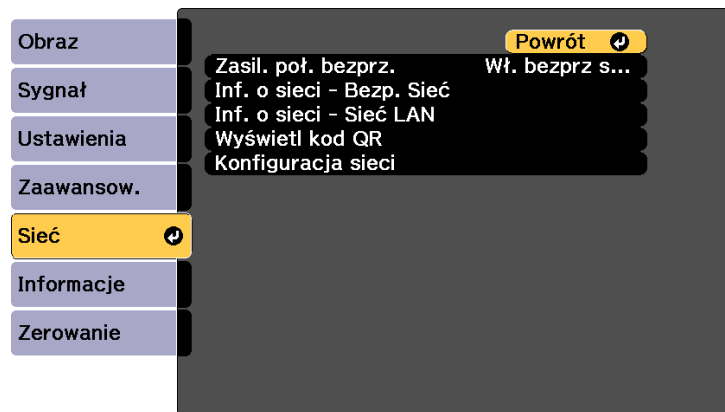 Obraz
Sygnał
Ustawienia
Zaawansow.
Sieć
Informacje
Zerowanie
Powrót
Zasil. poł. bezprz. Wł. bezprz s...
Inf. o sieci - Bezp. Sieć
Inf. o sieci - Sieć LAN
Wyświetl kod QR
Konfiguracja sieci